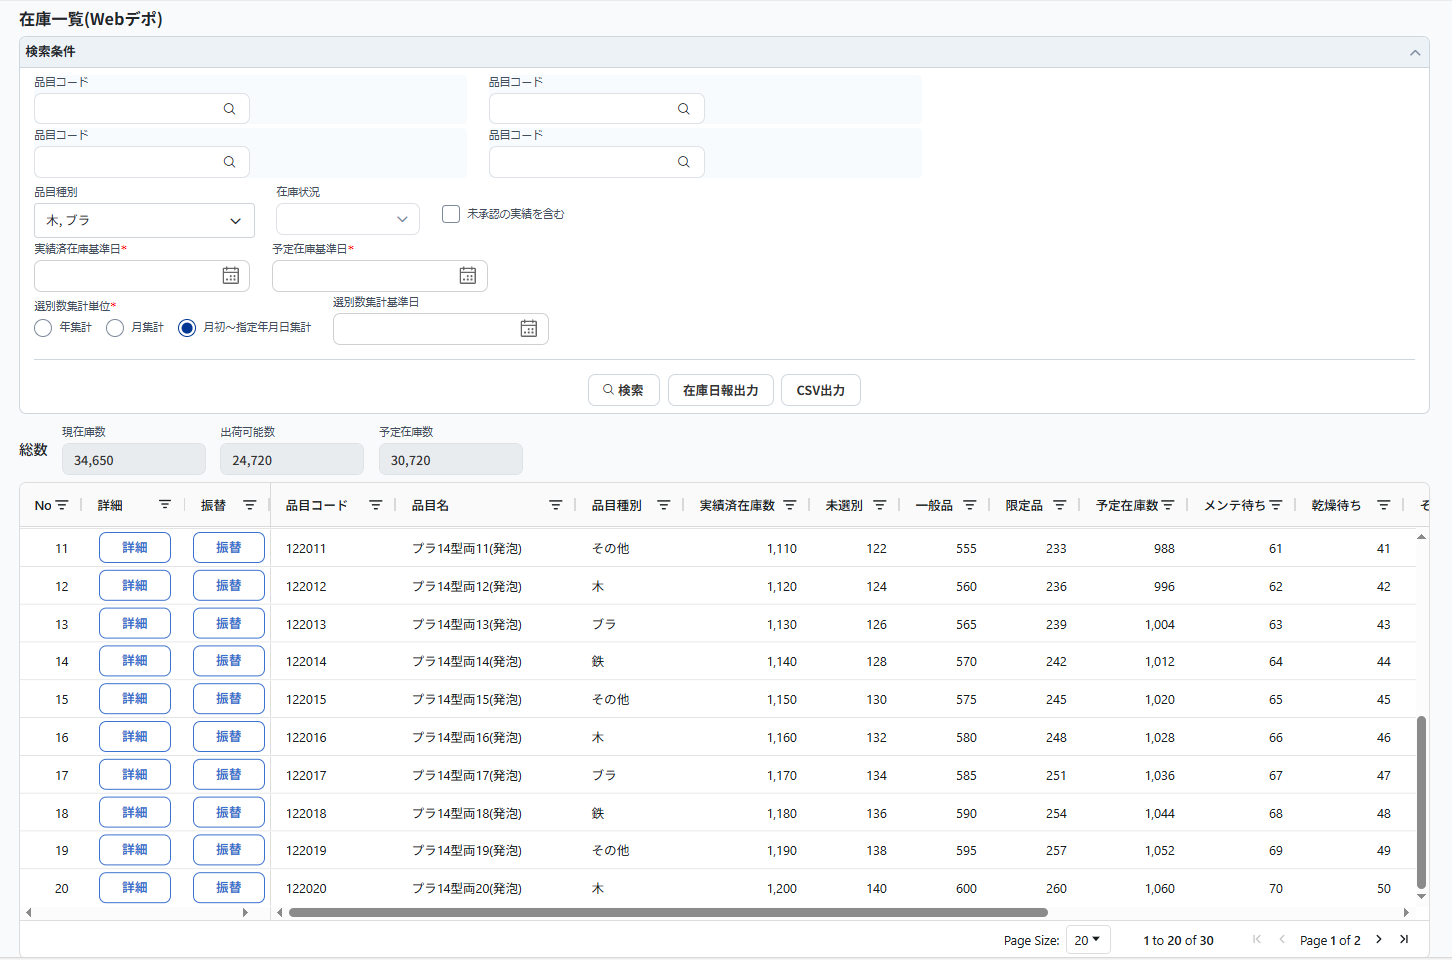 在庫一覧(Webデポ)
検索条件
品目コード 品目コード
品目コード 品目コード
品目種別 在庫状況
木, プラ 未承認の実績を含む
実績済在庫基準日* 予定在庫基準日*
選別数集計単位* 選別数集計基準日
年集計 月集計 月初～指定年月日集計
検索 在庫日報出力 CSV出力
現在庫数 出荷可能数 予定在庫数
総数 34,650 24,720 30,720
No 詳細 振替 品目コード 品目名 品目種別 実績済在庫数 未選別 一般品 限定品 予定在庫数 メンテ待ち 乾燥待ち そ
11 詳細 振替 122011 プラ14型両11(発泡) その他 1,110 122 555 233 988 61 41
12 詳細 振替 122012 プラ14型両12(発泡) 木 1,120 124 560 236 996 62 42
13 詳細 振替 122013 プラ14型両13(発泡) プラ 1,130 126 565 239 1,004 63 43
14 詳細 振替 122014 プラ14型両14(発泡) 鉄 1,140 128 570 242 1,012 64 44
15 詳細 振替 122015 プラ14型両15(発泡) その他 1,150 130 575 245 1,020 65 45
16 詳細 振替 122016 プラ14型両16(発泡) 木 1,160 132 580 248 1,028 66 46
17 詳細 振替 122017 プラ14型両17(発泡) プラ 1,170 134 585 251 1,036 67 47
18 詳細 振替 122018 プラ14型両18(発泡) 鉄 1,180 136 590 254 1,044 68 48
19 詳細 振替 122019 プラ14型両19(発泡) その他 1,190 138 595 257 1,052 69 49
20 詳細 振替 122020 プラ14型両20(発泡) 木 1,200 140 600 260 1,060 70 50
Page Size: 20 1 to 20 of 30 Page 1 of 2